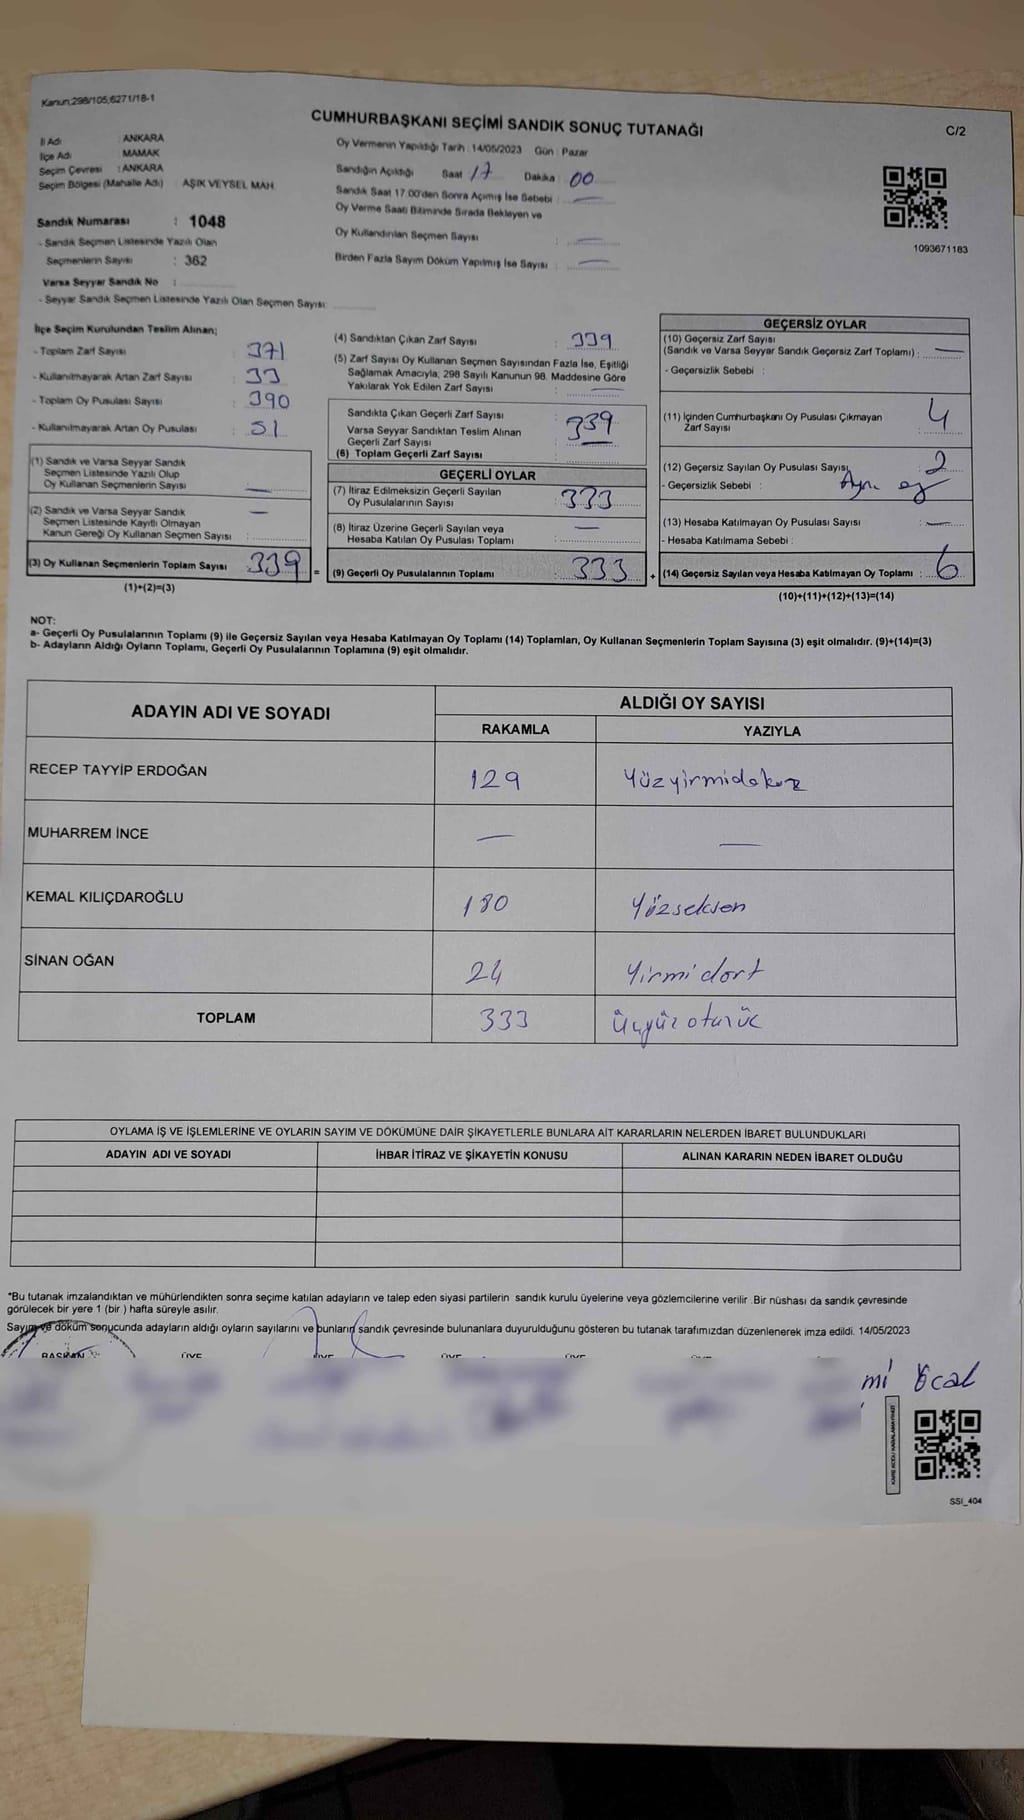 Kanun;298/105;6271/18-1
CUMHURBAŞKANI SEÇİMİ SANDIK SONUÇ TUTANAĞI
C/2
İl Adı : ANKARA
İlçe Adı : MAMAK
Seçim Çevresi : ANKARA
Seçim Bölgesi (Mahalle Adı) : AŞIK VEYSEL MAH.
Oy Vermenin Yapıldığı Tarih : 14/05/2023 Gün : Pazar
Sandığın Açıldığı Saat 17 Dakika : 00
Sandık Saat 17.00'den Sonra Açımış İse Sebebi : —
Oy Verme Saati Bitiminde Sırada Bekleyen ve
Oy Kullandırılan Seçmen Sayısı : —
Birden Fazla Sayım Döküm Yapılmış İse Sayısı : —
1093671183
Sandık Numarası : 1048
- Sandık Seçmen Listesinde Yazılı Olan
Seçmenlerin Sayısı : 362
Varsa Seyyar Sandık No :
- Seyyar Sandık Seçmen Listesinde Yazılı Olan Seçmen Sayısı:
İlçe Seçim Kurulundan Teslim Alınan;
- Toplam Zarf Sayısı : 371
- Kullanılmayarak Artan Zarf Sayısı : 33
- Toplam Oy Pusulası Sayısı : 390
- Kullanılmayarak Artan Oy Pusulası : 51
(1) Sandık ve Varsa Seyyar Sandık
Seçmen Listesinde Yazılı Olup
Oy Kullanan Seçmenlerin Sayısı : —
(2) Sandık ve Varsa Seyyar Sandık
Seçmen Listesinde Kayıtlı Olmayan
Kanun Gereği Oy Kullanan Seçmen Sayısı : —
(3) Oy Kullanan Seçmenlerin Toplam Sayısı 339 =
(1)+(2)=(3)
(4) Sandıktan Çıkan Zarf Sayısı : 339
(5) Zarf Sayısı Oy Kullanan Seçmen Sayısından Fazla İse, Eşitliği
Sağlamak Amacıyla, 298 Sayılı Kanunun 98. Maddesine Göre
Yakılarak Yok Edilen Zarf Sayısı : —
Sandıkta Çıkan Geçerli Zarf Sayısı : 339
Varsa Seyyar Sandıktan Teslim Alınan
Geçerli Zarf Sayısı : —
(6) Toplam Geçerli Zarf Sayısı :
GEÇERLİ OYLAR
(7) İtiraz Edilmeksizin Geçerli Sayılan
Oy Pusulalarının Sayısı : 333
(8) İtiraz Üzerine Geçerli Sayılan veya
Hesaba Katılan Oy Pusulası Toplamı : —
(9) Geçerli Oy Pusulalarının Toplamı : 333 +
GEÇERSİZ OYLAR
(10) Geçersiz Zarf Sayısı
(Sandık ve Varsa Seyyar Sandık Geçersiz Zarf Toplamı) : —
- Geçersizlik Sebebi :
(11) İçinden Cumhurbaşkanı Oy Pusulası Çıkmayan
Zarf Sayısı : 4
(12) Geçersiz Sayılan Oy Pusulası Sayısı : 2
- Geçersizlik Sebebi :
(13) Hesaba Katılmayan Oy Pusulası Sayısı : —
- Hesaba Katılmama Sebebi :
(14) Geçersiz Sayılan veya Hesaba Katılmayan Oy Toplamı : 6
(10)+(11)+(12)+(13)=(14)
NOT:
a- Geçerli Oy Pusulalarının Toplamı (9) ile Geçersiz Sayılan veya Hesaba Katılmayan Oy Toplamı (14) Toplamları, Oy Kullanan Seçmenlerin Toplam Sayısına (3) eşit olmalıdır. (9)+(14)=(3)
b- Adayların Aldığı Oyların Toplamı, Geçerli Oy Pusulalarının Toplamına (9) eşit olmalıdır.
ADAYIN ADI VE SOYADI ALDIĞI OY SAYISI
RAKAMLA YAZIYLA
RECEP TAYYİP ERDOĞAN 129 Yüzyirmidokuz
MUHARREM İNCE — —
KEMAL KILIÇDAROĞLU 180 Yüzseksen
SİNAN OĞAN 24 Yirmidort
TOPLAM 333 üçyüzotuzüc
OYLAMA İŞ VE İŞLEMLERİNE VE OYLARIN SAYIM VE DÖKÜMÜNE DAİR ŞİKAYETLERLE BUNLARA AİT KARARLARIN NELERDEN İBARET BULUNDUKLARI
ADAYIN ADI VE SOYADI İHBAR İTİRAZ VE ŞİKAYETİN KONUSU ALINAN KARARIN NEDEN İBARET OLDUĞU
*Bu tutanak imzalandıktan ve mühürlendikten sonra seçime katılan adayların ve talep eden siyasi partilerin sandık kurulu üyelerine veya gözlemcilerine verilir .Bir nüshası da sandık çevresinde
görülecek bir yere 1 (bir ) hafta süreyle asılır.
Sayım ve döküm sonucunda adayların aldığı oyların sayılarını ve bunların sandık çevresinde bulunanlara duyurulduğunu gösteren bu tutanak tarafımızdan düzenlenerek imza edildi. 14/05/2023
BAŞKAN ÜYE ÜYE ÜYE ÜYE ÜYE
mi Öcal
SSI_404